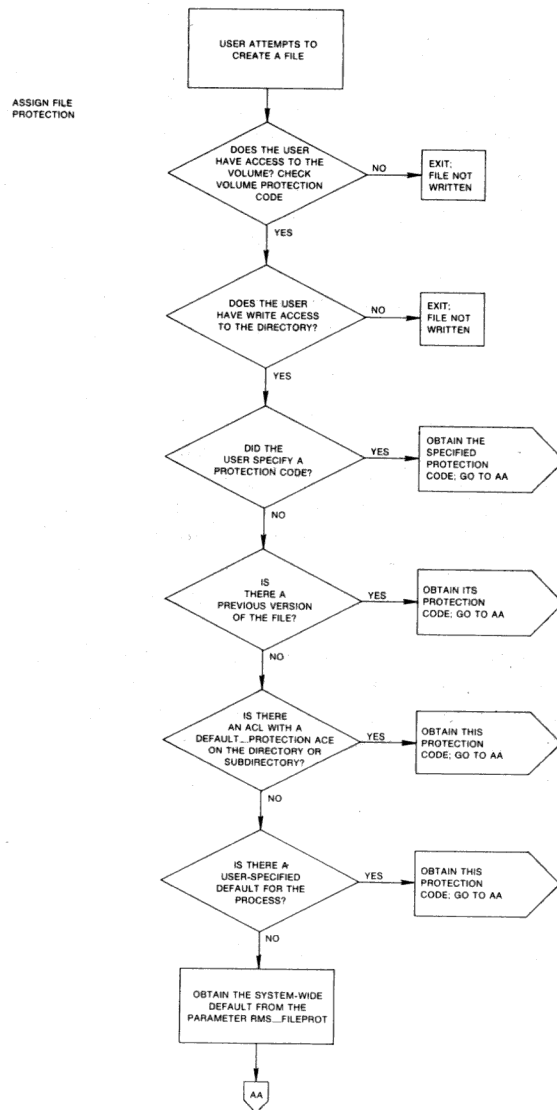 USER ATTEMPTS TO
CREATE A FILE
ASSIGN FILE
PROTECTION
DOES THE USER
HAVE ACCESS TO THE
VOLUME? CHECK
VOLUME PROTECTION
CODE
NO
EXIT;
FILE NOT
WRITTEN
YES
DOES THE USER
HAVE WRITE ACCESS
TO THE DIRECTORY?
NO
EXIT;
FILE NOT
WRITTEN
YES
DID THE
USER SPECIFY A
PROTECTION CODE?
YES
OBTAIN THE
SPECIFIED
PROTECTION
CODE; GO TO AA
NO
IS
THERE A
PREVIOUS VERSION
OF THE FILE?
YES
OBTAIN ITS
PROTECTION
CODE; GO TO AA
NO
IS THERE
AN ACL WITH A
DEFAULT_PROTECTION ACE
ON THE DIRECTORY OR
SUBDIRECTORY?
YES
OBTAIN THIS
PROTECTION
CODE; GO TO AA
NO
IS THERE A
USER-SPECIFIED
DEFAULT FOR THE
PROCESS?
YES
OBTAIN THIS
PROTECTION
CODE; GO TO AA
NO
OBTAIN THE SYSTEM-WIDE
DEFAULT FROM THE
PARAMETER RMS_FILEPROT
AA